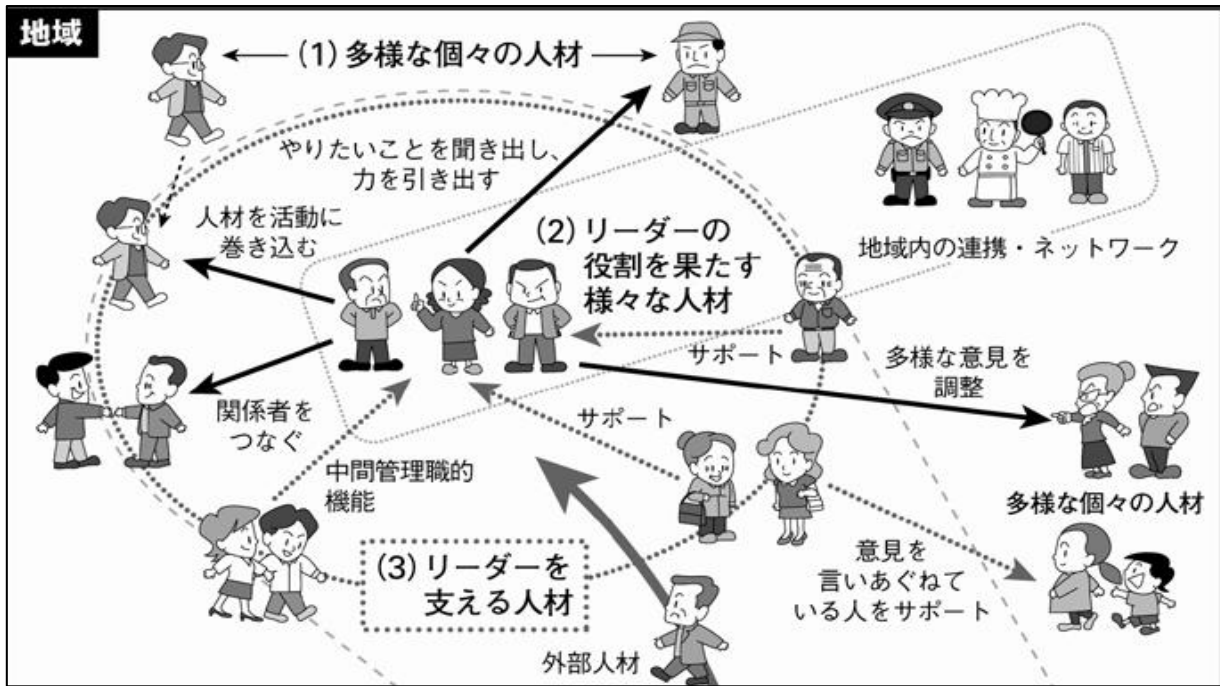 地域
(1) 多様な個々の人材
やりたいことを聞き出し、
力を引き出す
人材を活動に
巻き込む
(2) リーダーの
役割を果たす
様々な人材
地域内の連携・ネットワーク
サポート
多様な意見を
調整
関係者を
つなぐ
サポート
中間管理職的
機能
多様な個々の人材
(3) リーダーを
支える人材
意見を
言いあぐねて
いる人をサポート
外部人材